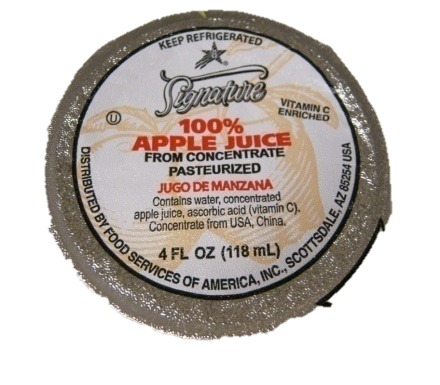 KEEP REFRIGERATED
Signature
U
VITAMIN C
ENRICHED
100%
APPLE JUICE
FROM CONCENTRATE
PASTEURIZED
JUGO DE MANZANA
Contains water, concentrated
apple juice, ascorbic acid (vitamin C).
Concentrate from USA, China.
4 FL OZ (118 mL)
DISTRIBUTED BY FOOD SERVICES OF AMERICA, INC., SCOTTSDALE, AZ 85254 USA